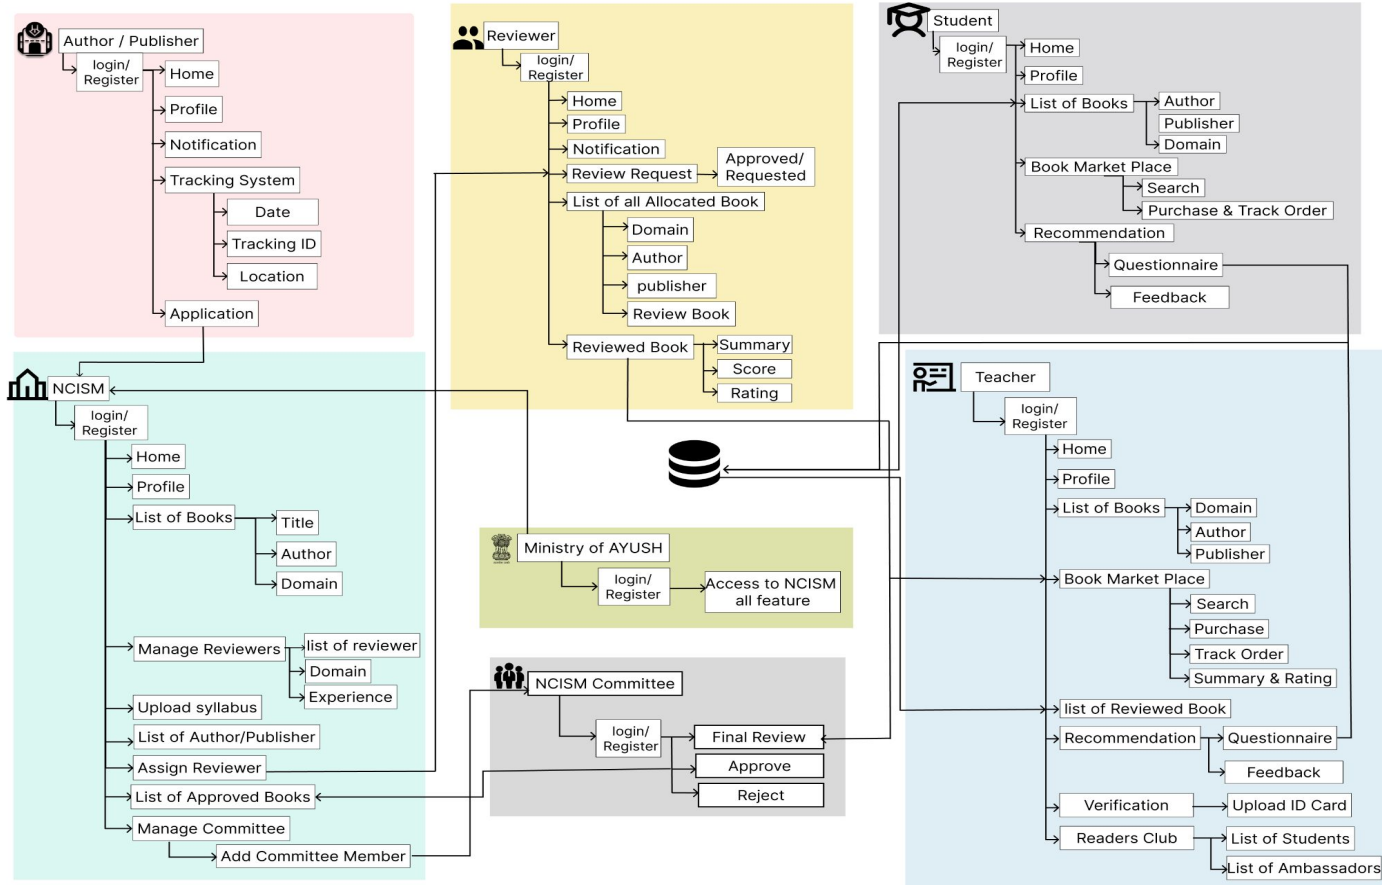 Author / Publisher
login/
Register
Home
Profile
Notification
Tracking System
Date
Tracking ID
Location
Application
Reviewer
login/
Register
Home
Profile
Notification
Review Request
Approved/
Requested
List of all Allocated Book
Domain
Author
publisher
Review Book
Reviewed Book
Summary
Score
Rating
Student
login/
Register
Home
Profile
List of Books
Author
Publisher
Domain
Book Market Place
Search
Purchase & Track Order
Recommendation
Questionnaire
Feedback
NCISM
login/
Register
Home
Profile
List of Books
Title
Author
Domain
Manage Reviewers
list of reviewer
Domain
Experience
Upload syllabus
List of Author/Publisher
Assign Reviewer
List of Approved Books
Manage Committee
Add Committee Member
Ministry of AYUSH
login/
Register
Access to NCISM
all feature
NCISM Committee
login/
Register
Final Review
Approve
Reject
Teacher
login/
Register
Home
Profile
List of Books
Domain
Author
Publisher
Book Market Place
Search
Purchase
Track Order
Summary & Rating
list of Reviewed Book
Recommendation
Questionnaire
Feedback
Verification
Upload ID Card
Readers Club
List of Students
List of Ambassadors